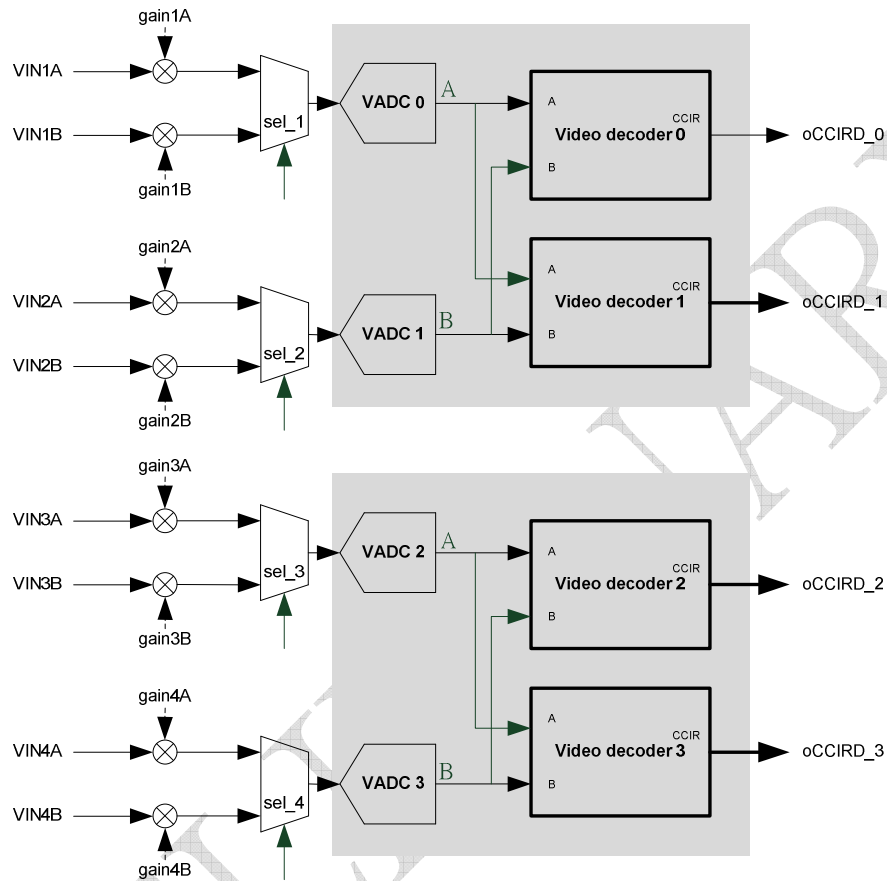 gain1A
VIN1A
sel_1
VADC 0
A
A
CCIR
Video decoder 0
B
oCCIRD_0
VIN1B
gain1B
gain2A
VIN2A
sel_2
VADC 1
B
A
CCIR
Video decoder 1
B
oCCIRD_1
VIN2B
gain2B
gain3A
VIN3A
sel_3
VADC 2
A
A
CCIR
Video decoder 2
B
oCCIRD_2
VIN3B
gain3B
gain4A
VIN4A
sel_4
VADC 3
B
A
CCIR
Video decoder 3
B
oCCIRD_3
VIN4B
gain4B